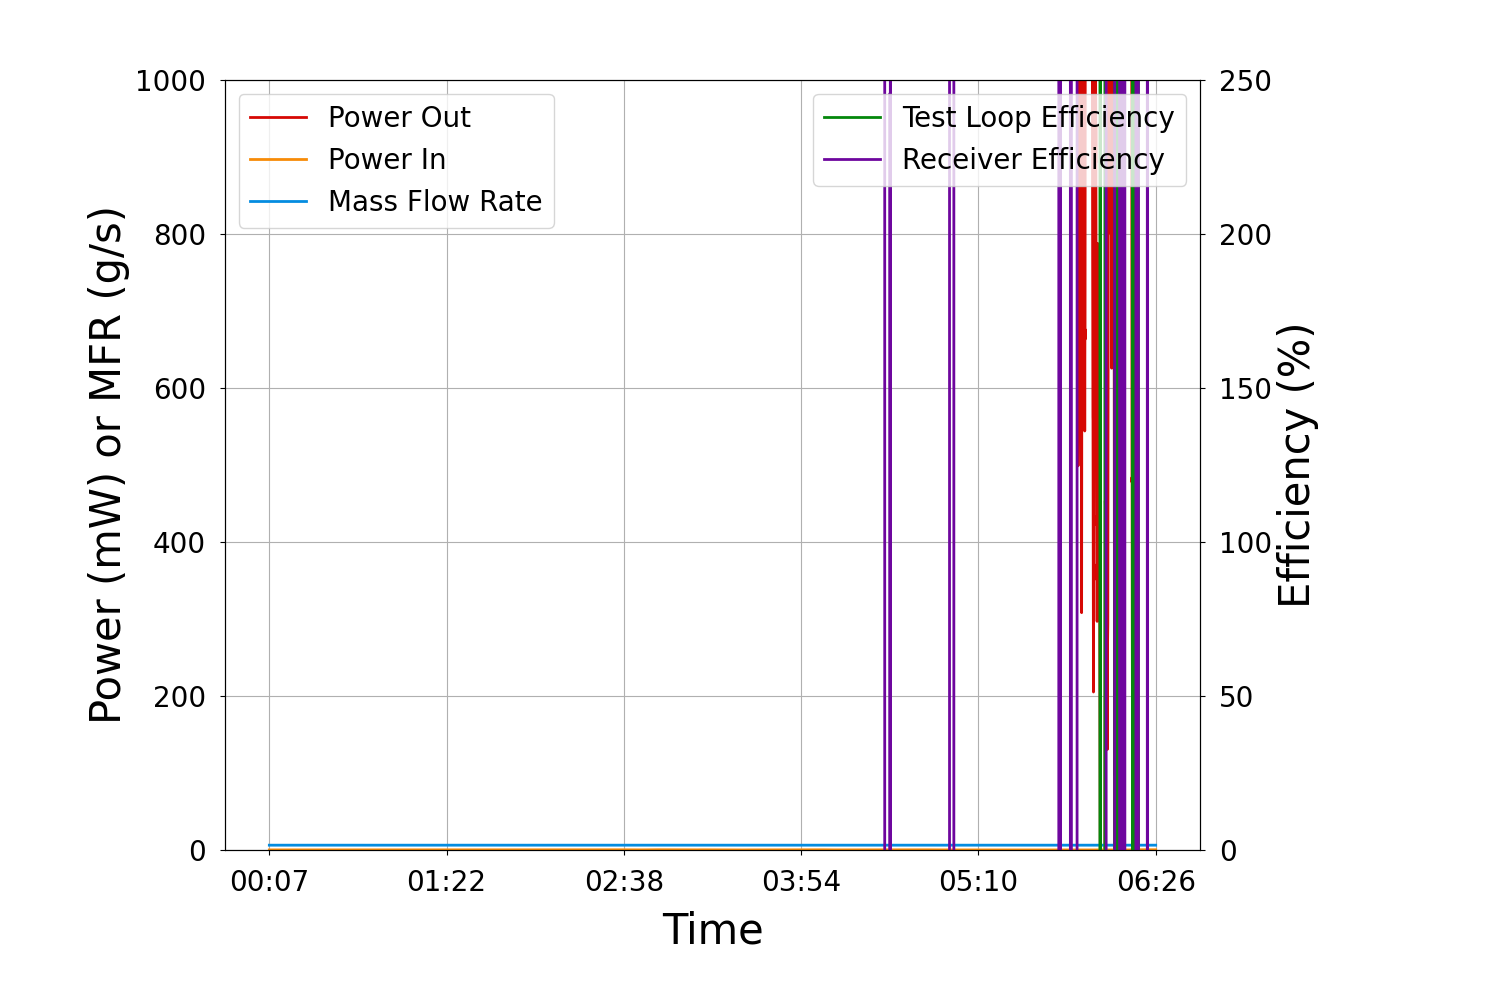 Power (mW) or MFR (g/s)
1000
800
600
400
200
0
Power Out
Power In
Mass Flow Rate
Test Loop Efficiency
Receiver Efficiency
250
200
150
100
50
0
Efficiency (%)
00:07 01:22 02:38 03:54 05:10 06:26
Time